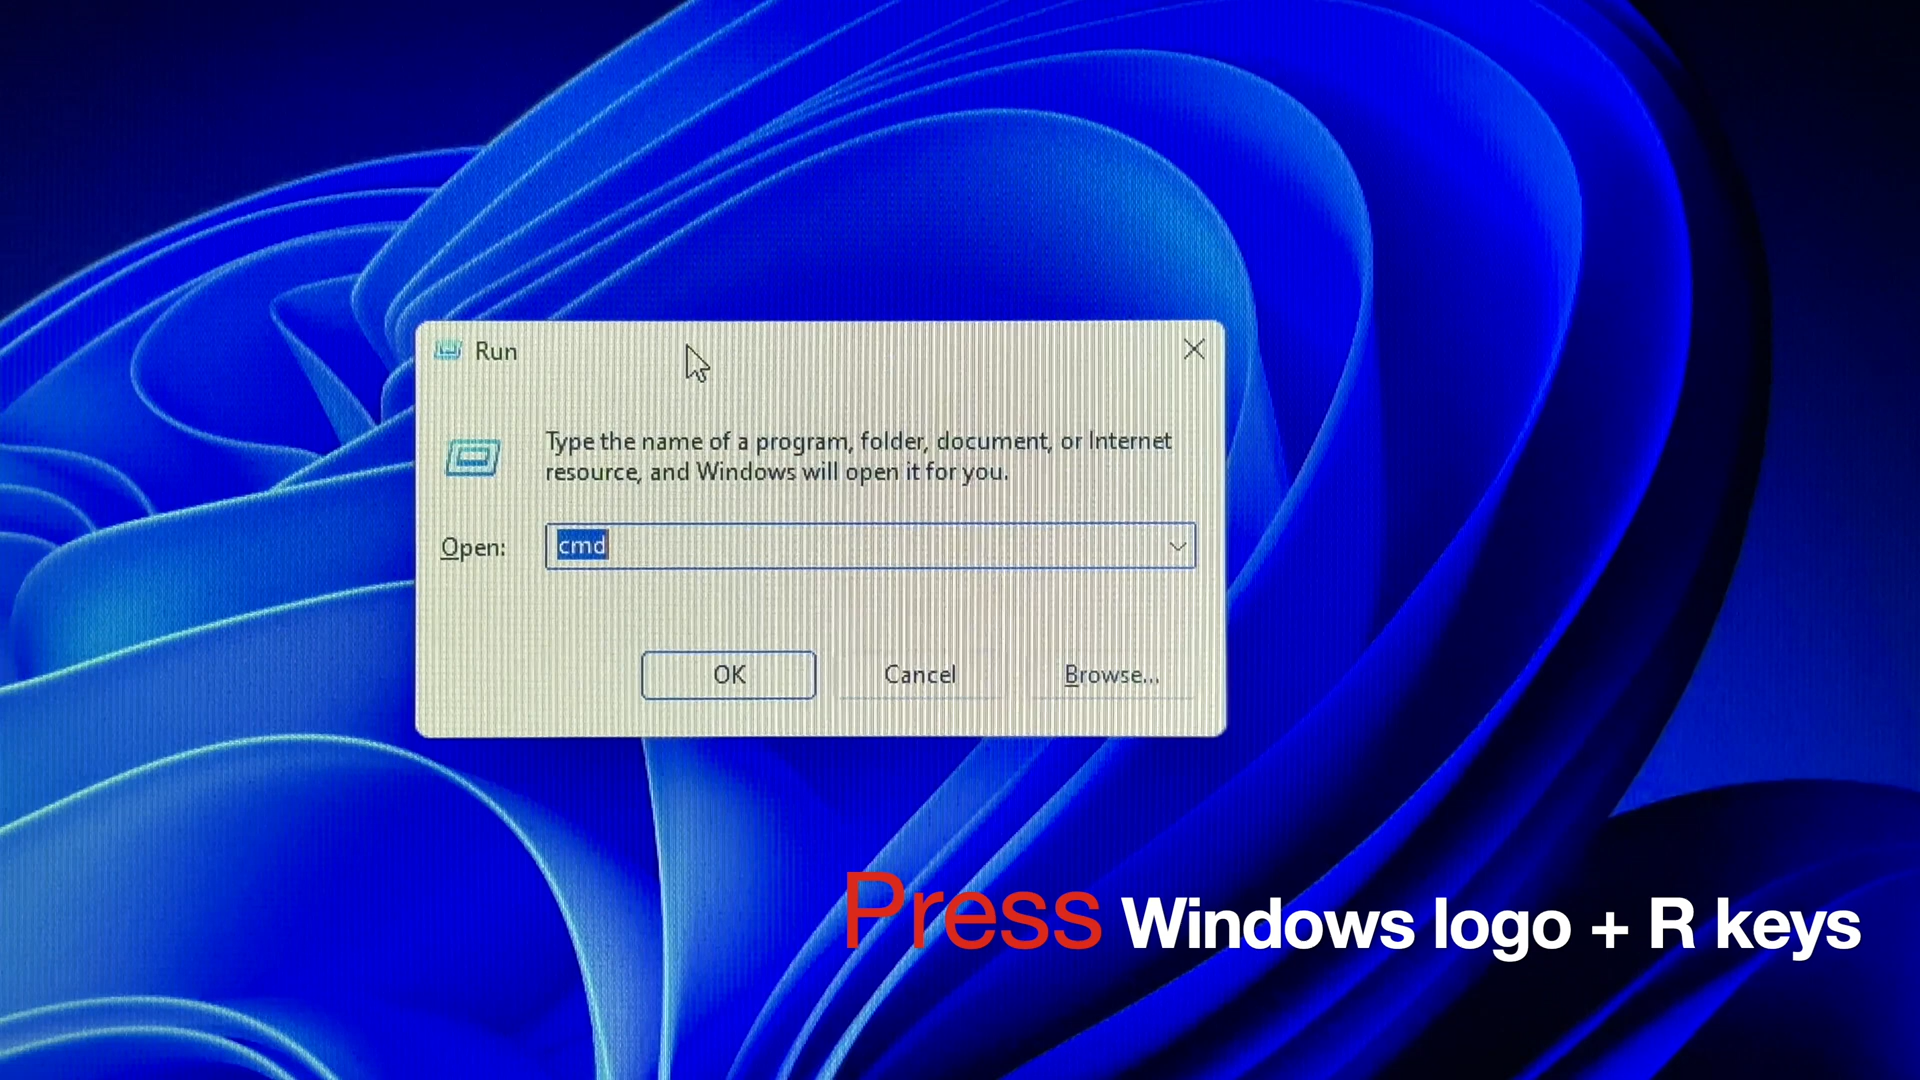 Run
Type the name of a program, folder, document, or Internet
resource, and Windows will open it for you.
Open: cmd
OK Cancel Browse...
Press Windows logo + R keys